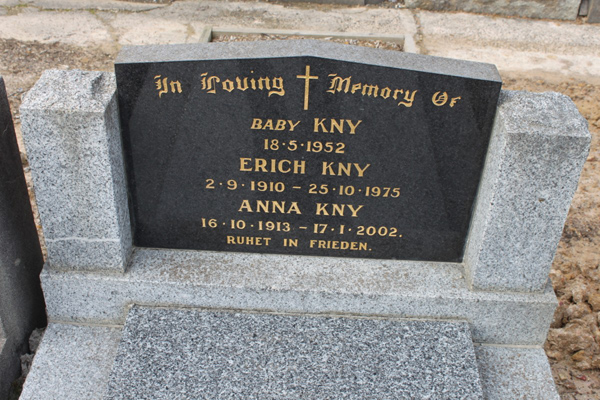 In Loving Memory Of
BABY KNY
18·5·1952
ERICH KNY
2·9·1910 - 25·10·1975
ANNA KNY
16·10·1913 - 17·1·2002.
RUHET IN FRIEDEN.